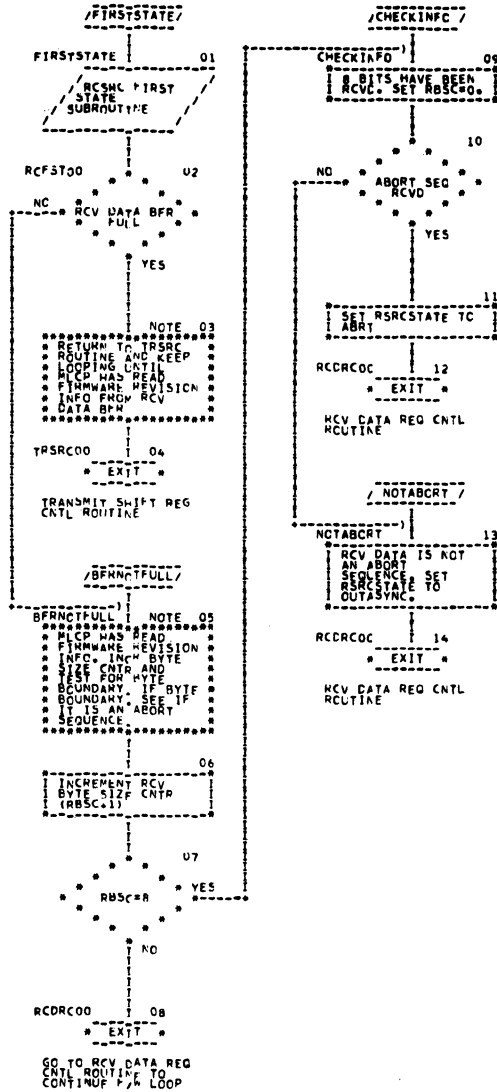 /FIRSTSTATE/
FIRSTSTATE 01
RCSHC FIRST
STATE
SUBROUTINE
RCFST00 02
NO
RCV DATA BFR
FULL
YES
NOTE 03
RETURN TO TRSRC
ROUTINE AND KEEP
LOOPING UNTIL
MLCP HAS READ
FIRMWARE REVISION
INFO FROM RCV
DATA BFR
TRSRC00 04
EXIT
TRANSMIT SHIFT REG
CNTL ROUTINE
/BFRNOTFULL/
BFRNOTFULL NOTE 05
MLCP HAS READ
FIRMWARE REVISION
INFO. INCR BYTE
SIZE CNTR AND
TEST FOR BYTE
BOUNDARY. IF BYTE
BOUNDARY, SEE IF
IT IS AN ABORT
SEQUENCE.
06
INCREMENT RCV
BYTE SIZE CNTR
(RBSC+1)
07
RBSC=8
YES
NO
RCDRC00 08
EXIT
GO TO RCV DATA REG
CNTL ROUTINE TO
CONTINUE F/W LOOP
/CHECKINFO/
CHECKINFO 09
8 BITS HAVE BEEN
RCVD. SET RBSC=0.
10
NO
ABORT SEQ
RCVD
YES
11
SET RSRCSTATE TO
ABRT
RCDRC00 12
EXIT
RCV DATA REG CNTL
ROUTINE
/ NOTABORT /
NOTABORT 13
RCV DATA IS NOT
AN ABORT
SEQUENCE. SET
RSRCSTATE TO
OUTASYNC.
RCDRC00 14
EXIT
RCV DATA REG CNTL
ROUTINE